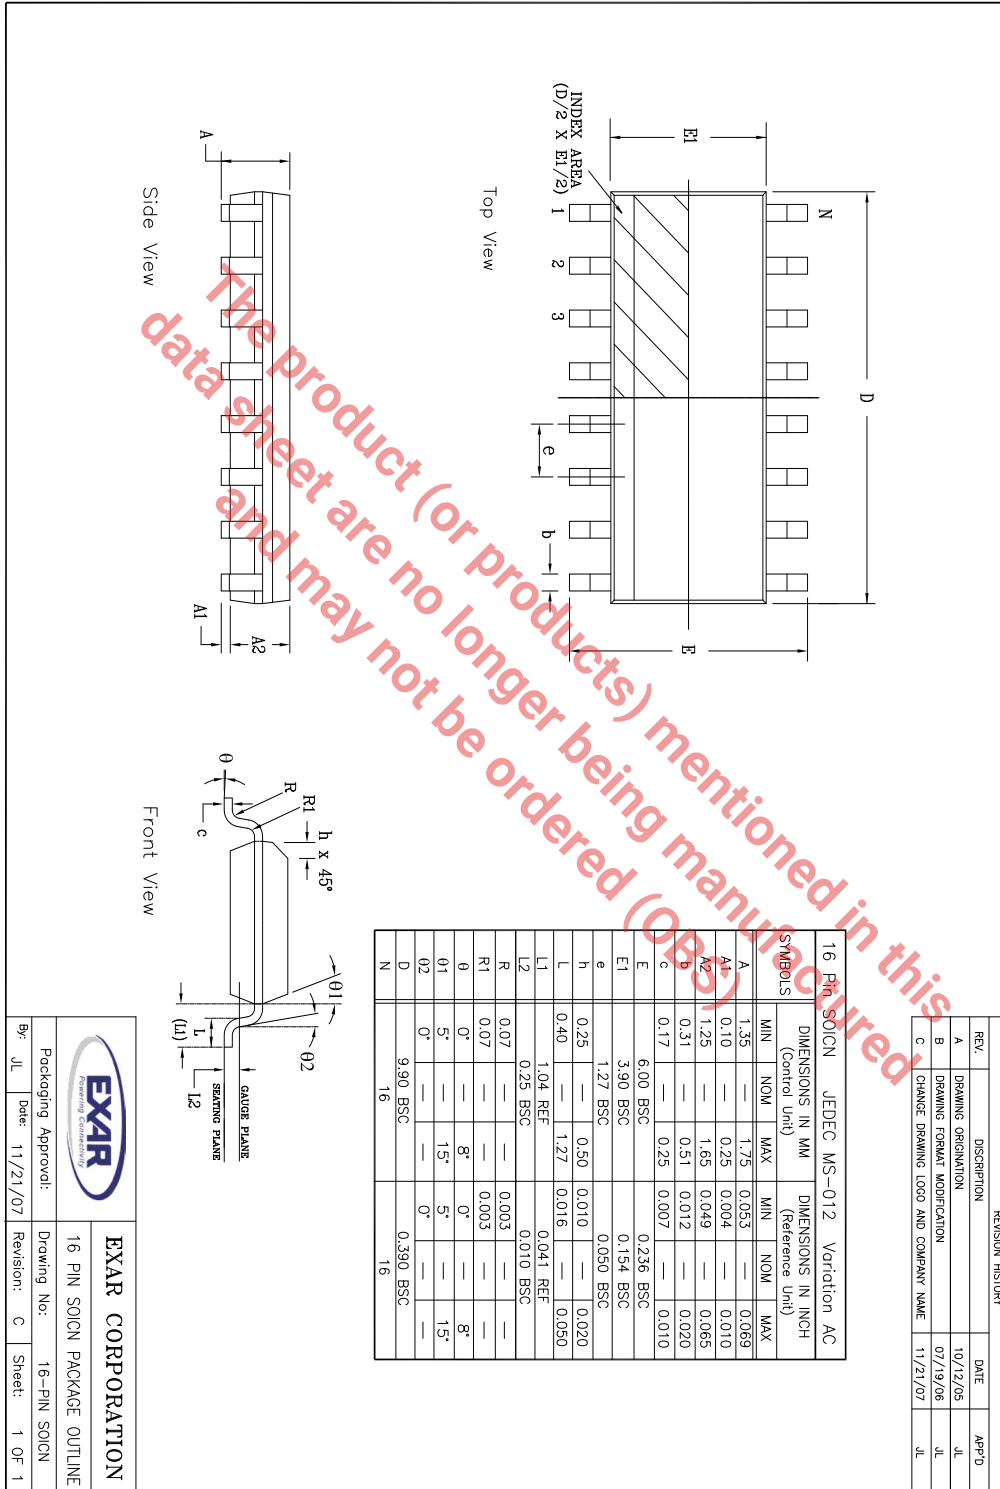 REVISION HISTORY
REV. DISCRIPTION DATE APP'D
A DRAWING ORIGINATION 10/12/05 JL
B DRAWING FORMAT MODIFICATION 07/19/06 JL
C CHANGE DRAWING LOGO AND COMPANY NAME 11/21/07 JL
N
D
E1
INDEX AREA
(D/2 X E1/2)
1
2
3
e
b
E
Top View
A
A1
A2
Side View
16 Pin SOICN JEDEC MS-012 Variation AC
SYMBOLS DIMENSIONS IN MM (Control Unit) DIMENSIONS IN INCH (Reference Unit)
MIN NOM MAX MIN NOM MAX
A 1.35 — 1.75 0.053 — 0.069
A1 0.10 — 0.25 0.004 — 0.010
A2 1.25 — 1.65 0.049 — 0.065
b 0.31 — 0.51 0.012 — 0.020
c 0.17 — 0.25 0.007 — 0.010
E 6.00 BSC 0.236 BSC
E1 3.90 BSC 0.154 BSC
e 1.27 BSC 0.050 BSC
h 0.25 — 0.50 0.010 — 0.020
L 0.40 — 1.27 0.016 — 0.050
L1 1.04 REF 0.041 REF
L2 0.25 BSC 0.010 BSC
R 0.07 — — 0.003 — —
R1 0.07 — — 0.003 — —
θ 0° — 8° 0° — 8°
θ1 5° — 15° 5° — 15°
θ2 0° — — 0° — —
D 9.90 BSC 0.390 BSC
N 16 16
h x 45°
R1
R
θ
c
θ1
θ2
L
(L1)
L2
GAUGE PLANE
SEATING PLANE
Front View
EXAR
Powering Connectivity
EXAR CORPORATION
16 PIN SOICN PACKAGE OUTLINE
Packaging Approval:
Drawing No: 16-PIN SOICN
By: JL
Date: 11/21/07
Revision: C
Sheet: 1 OF 1
The product (or products) mentioned in this
data sheet are no longer being manufactured
and may not be ordered (OBS)